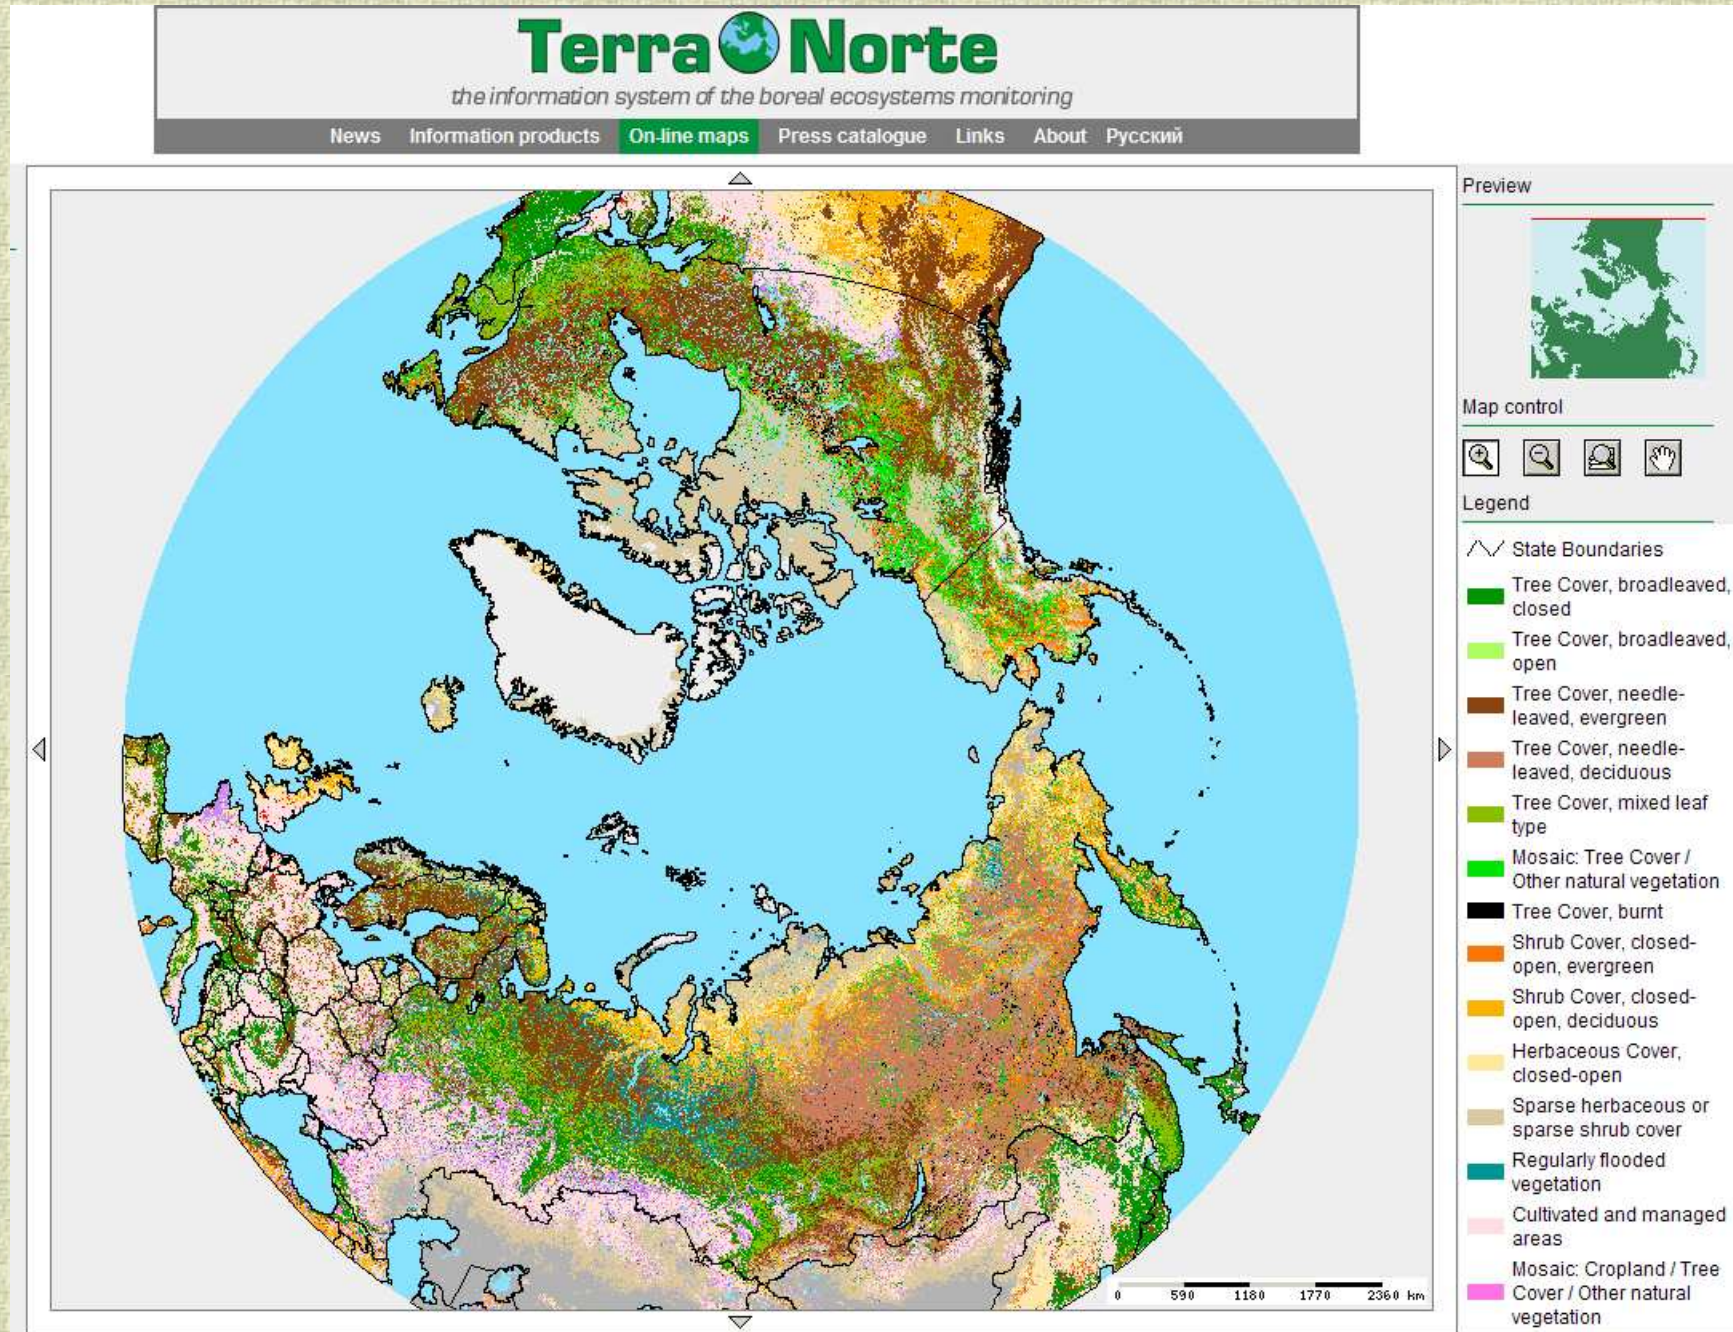 Terra Norte
the information system of the boreal ecosystems monitoring
News Information products On-line maps Press catalogue Links About Русский
Preview
Map control
Legend
State Boundaries
Tree Cover, broadleaved,
closed
Tree Cover, broadleaved,
open
Tree Cover, needle-
leaved, evergreen
Tree Cover, needle-
leaved, deciduous
Tree Cover, mixed leaf
type
Mosaic: Tree Cover /
Other natural vegetation
Tree Cover, burnt
Shrub Cover, closed-
open, evergreen
Shrub Cover, closed-
open, deciduous
Herbaceous Cover,
closed-open
Sparse herbaceous or
sparse shrub cover
Regularly flooded
vegetation
Cultivated and managed
areas
Mosaic: Cropland / Tree
Cover / Other natural
vegetation
0 590 1180 1770 2360 km